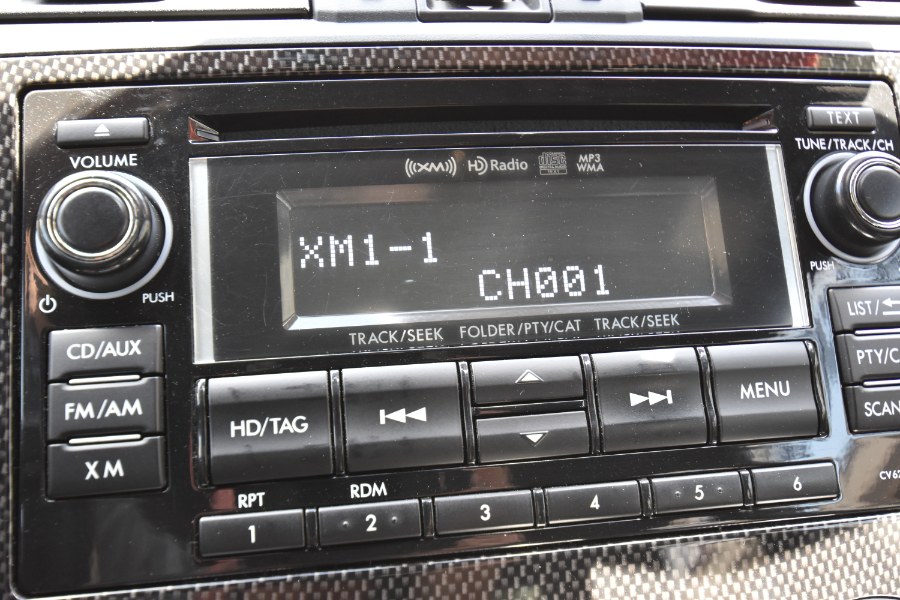 TEXT
VOLUME
TUNE/TRACK/CH
((XM))
HD Radio
MP3
WMA
XM1-1
CH001
PUSH
PUSH
TRACK/SEEK FOLDER/PTY/CAT TRACK/SEEK
LIST/
CD/AUX
PTY/C
FM/AM
HD/TAG
MENU
SCAN
XM
RPT
RDM
1
2
3
4
5
6
CV62